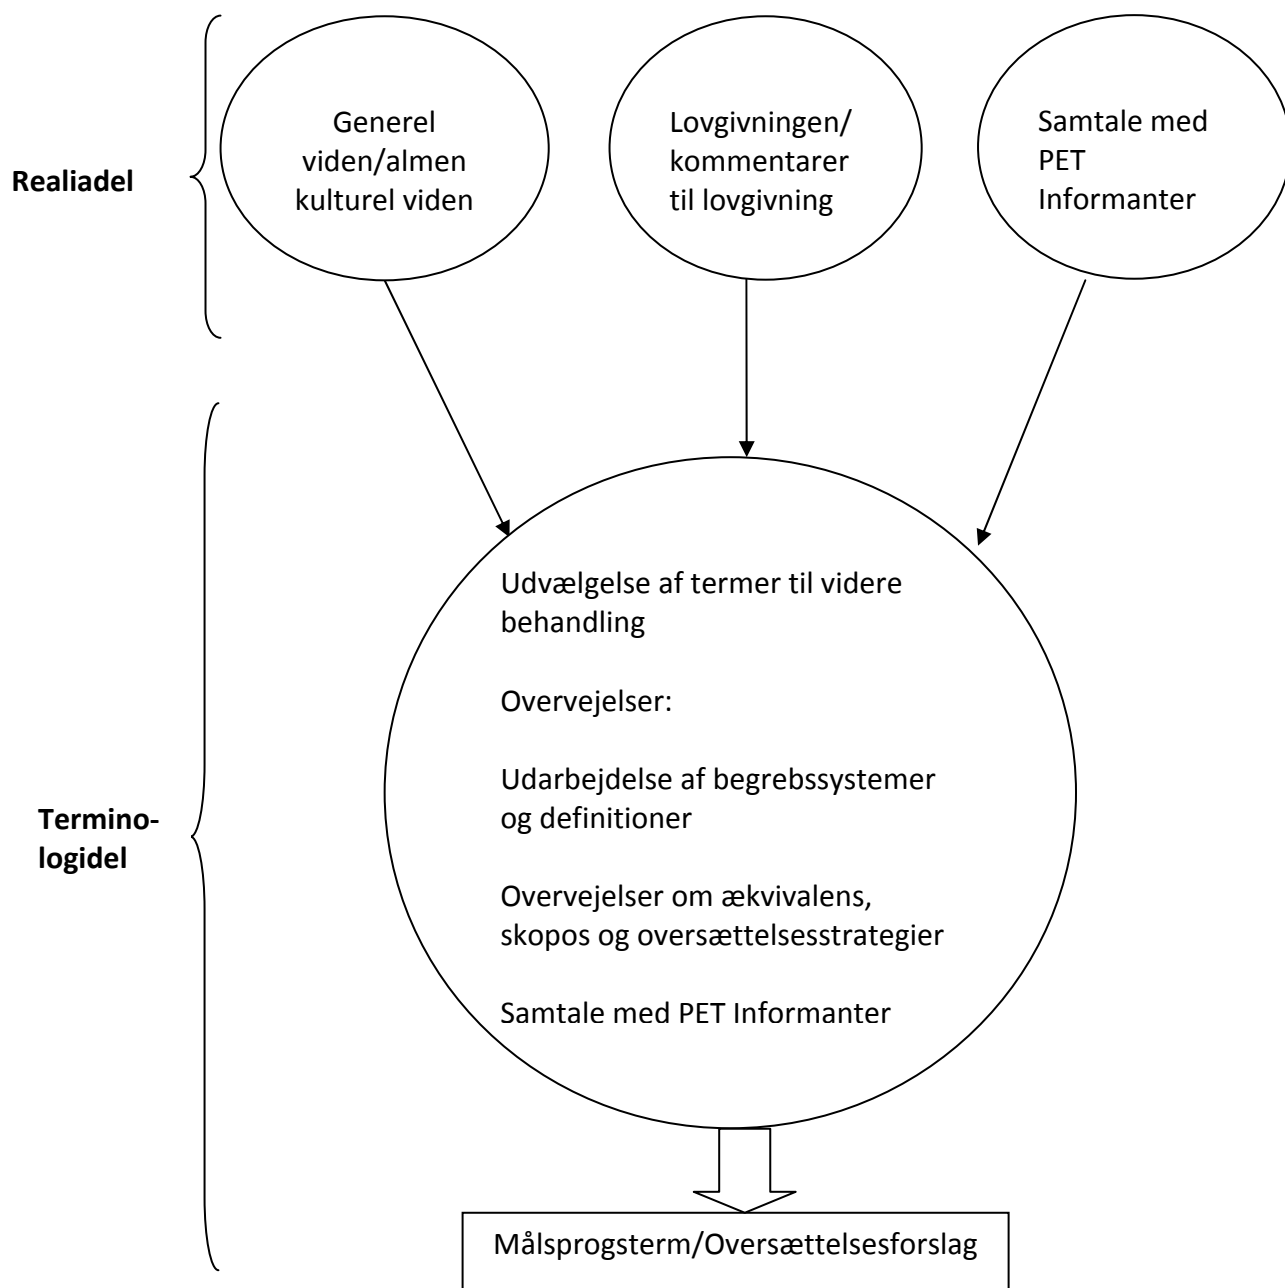 Realiadel
Generel
viden/almen
kulturel viden
Lovgivningen/
kommentarer
til lovgivning
Samtale med
PET
Informanter
Termino-
logidel
Udvælgelse af termer til videre
behandling
Overvejelser:
Udarbejdelse af begrebssystemer
og definitioner
Overvejelser om ækvivalens,
skopos og oversættelsesstrategier
Samtale med PET Informanter
Målsprogsterm/Oversættelsesforslag